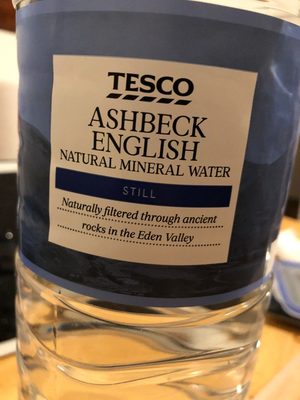 TESCO
ASHBECK
ENGLISH
NATURAL MINERAL WATER
STILL
Naturally filtered through ancient
rocks in the Eden Valley